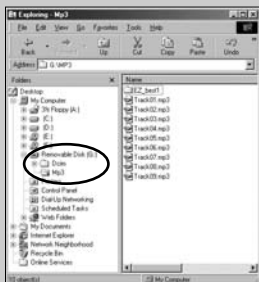 Exploring - Mp3
File Edit View Go Favorites Tools Help
Back Up Cut Copy Paste Undo
Address G:\MP3
Folders
Desktop
My Computer
3½ Floppy (A:)
(C:)
(D:)
(E:)
Removable Disk (G:)
Dcim
Mp3
Control Panel
Dial-Up Networking
Scheduled Tasks
Web Folders
My Documents
Internet Explorer
Network Neighborhood
Recycle Bin
Online Services
Name
Track01.mp3
Track02.mp3
Track04.mp3
Track03.mp3
Track05.mp3
Track06.mp3
Track07.mp3
Track08.mp3
Track09.mp3
My Computer